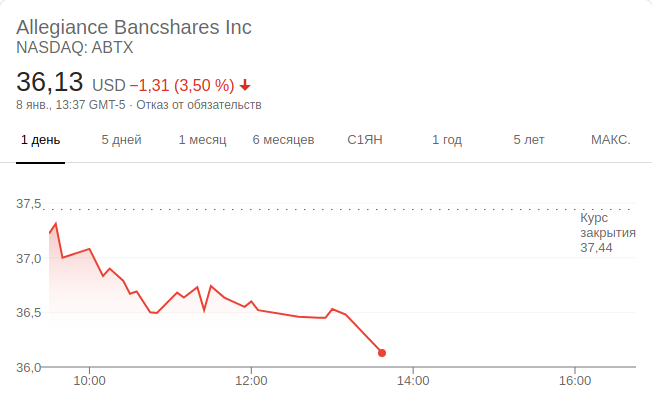 Allegiance Bancshares Inc
NASDAQ: ABTX
36,13 USD −1,31 (3,50 %)
8 янв., 13:37 GMT-5 · Отказ от обязательств
1 день 5 дней 1 месяц 6 месяцев С1ЯН 1 год 5 лет МАКС.
37,5
Курс
закрытия
37,44
37,0
36,5
36,0
10:00 12:00 14:00 16:00